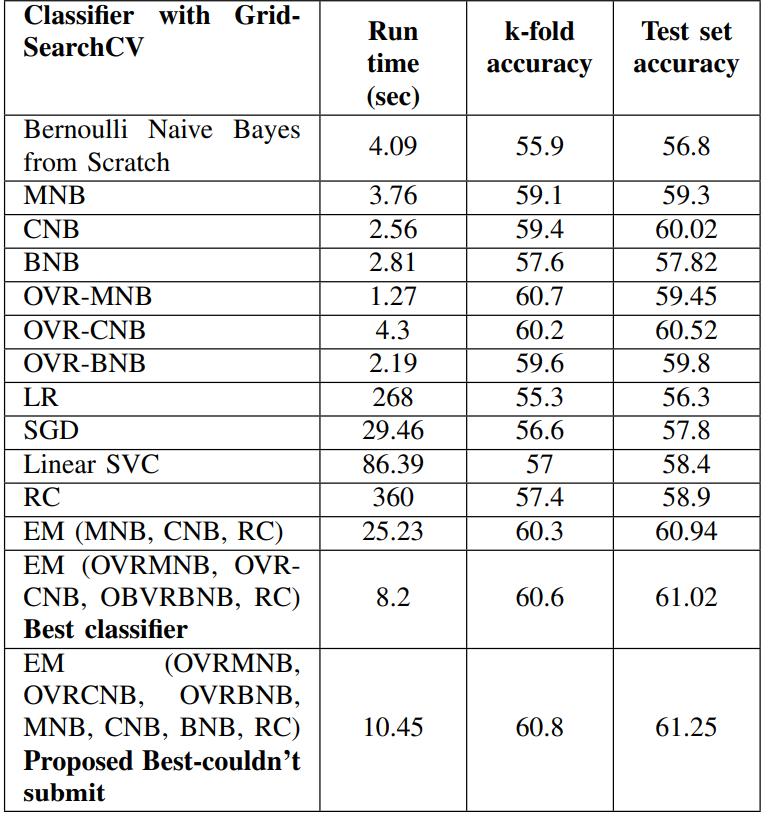 Classifier with Grid-
SearchCV
Run
time
(sec)
k-fold
accuracy
Test set
accuracy
Bernoulli Naive Bayes
from Scratch
4.09
55.9
56.8
MNB 3.76 59.1 59.3
CNB 2.56 59.4 60.02
BNB 2.81 57.6 57.82
OVR-MNB 1.27 60.7 59.45
OVR-CNB 4.3 60.2 60.52
OVR-BNB 2.19 59.6 59.8
LR 268 55.3 56.3
SGD 29.46 56.6 57.8
Linear SVC 86.39 57 58.4
RC 360 57.4 58.9
EM (MNB, CNB, RC) 25.23 60.3 60.94
EM (OVRMNB, OVR-
CNB, OBVRBNB, RC)
Best classifier
8.2
60.6
61.02
EM (OVRMNB,
OVRCNB, OVRBNB,
MNB, CNB, BNB, RC)
Proposed Best-couldn't
submit
10.45
60.8
61.25